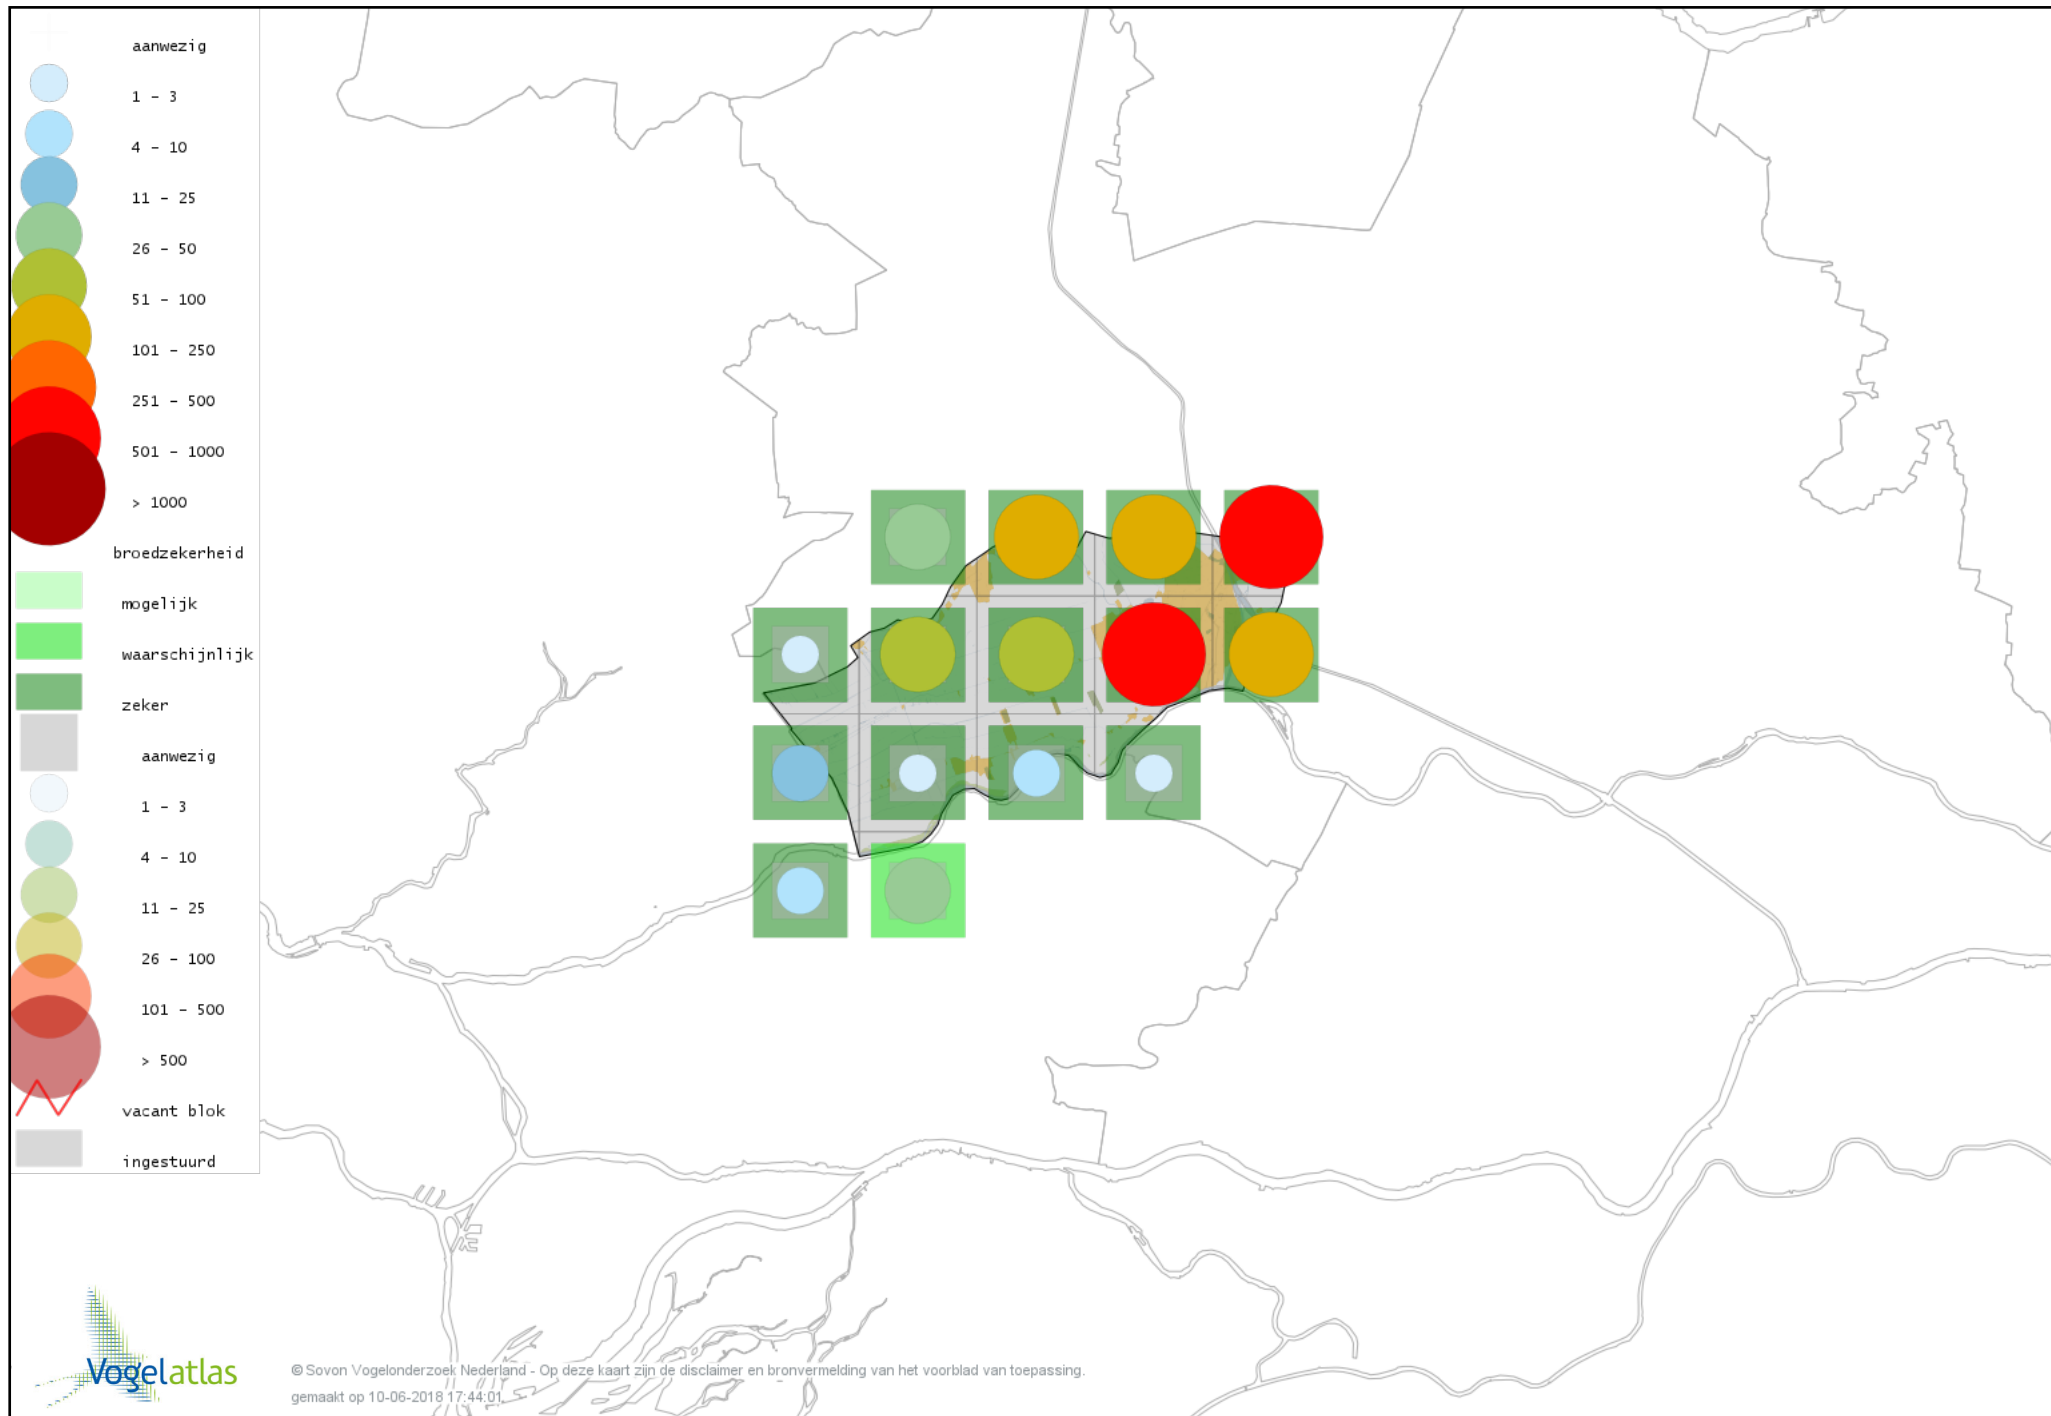 aanwezig
1 - 3
4 - 10
11 - 25
26 - 50
51 - 100
101 - 250
251 - 500
501 - 1000
> 1000
broedzekerheid
mogelijk
waarschijnlijk
zeker
aanwezig
1 - 3
4 - 10
11 - 25
26 - 100
101 - 500
> 500
vacant blok
ingestuurd
Vogelatlas
© Sovon Vogelonderzoek Nederland - Op deze kaart zijn de disclaimer en bronvermelding van het voorblad van toepassing.
gemaakt op 10-06-2018 17:44:01